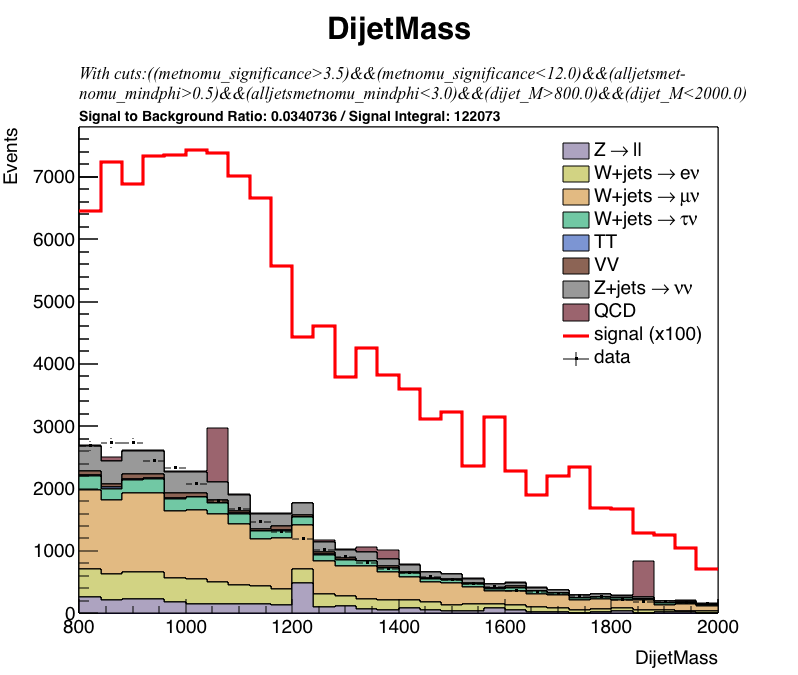 DijetMass
With cuts:((metnomu_significance>3.5)&&(metnomu_significance<12.0)&&(alljetsmet-
nomu_mindphi>0.5)&&(alljetsmetnomu_mindphi<3.0)&&(dijet_M>800.0)&&(dijet_M<2000.0)
Signal to Background Ratio: 0.0340736 / Signal Integral: 122073
Events
7000
6000
5000
4000
3000
2000
1000
0
Z → ll
W+jets → eν
W+jets → μν
W+jets → τν
TT
VV
Z+jets → νν
QCD
signal (x100)
data
800 1000 1200 1400 1600 1800 2000
DijetMass